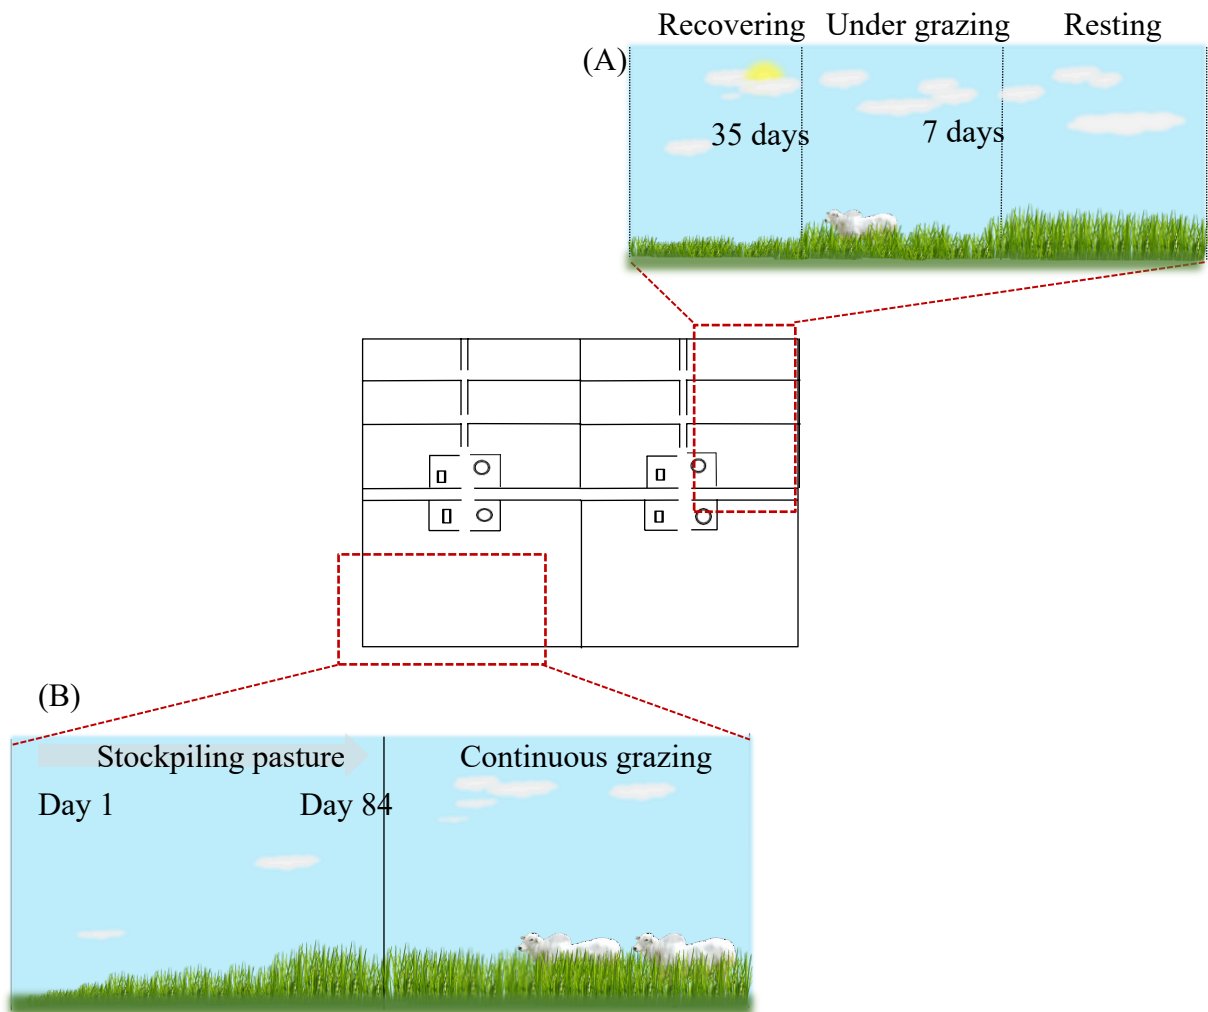 Recovering Under grazing Resting
(A)
35 days 7 days
(B)
Stockpiling pasture Continuous grazing
Day 1 Day 84